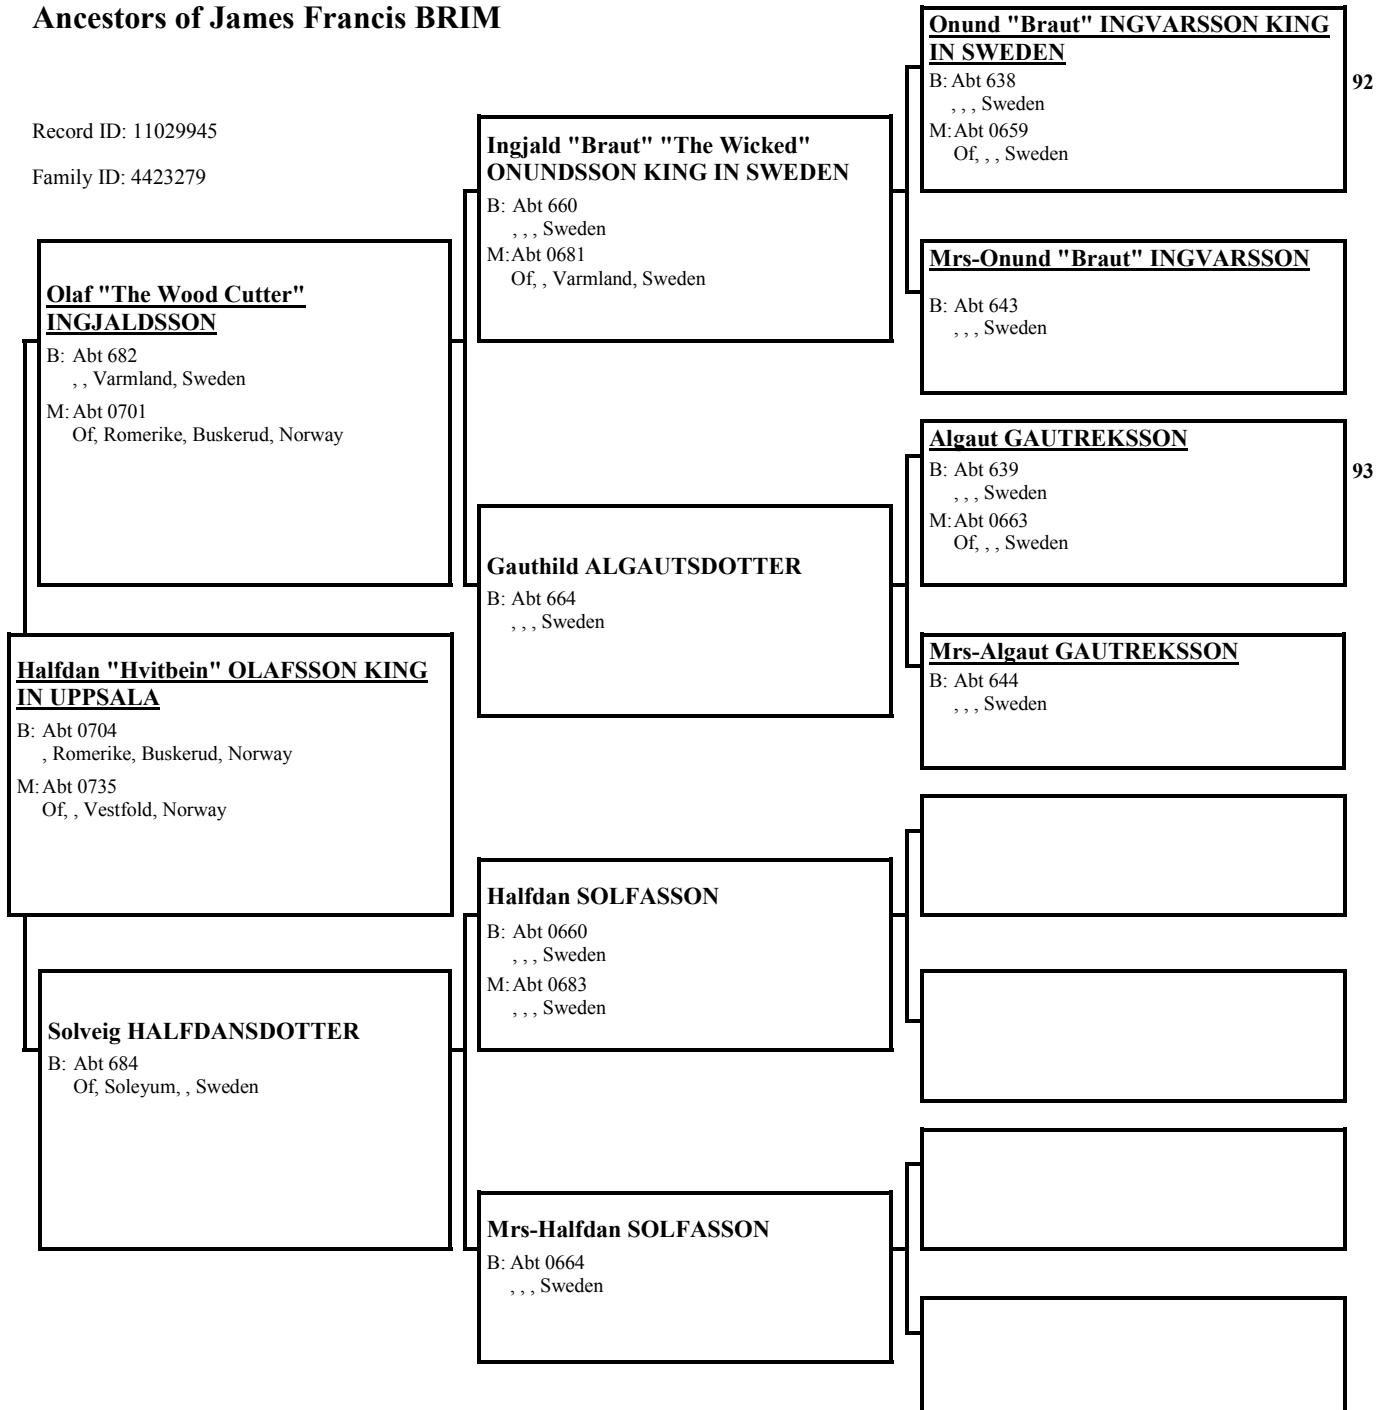 Ancestors of James Francis BRIM
Record ID: 11029945
Family ID: 4423279
Halfdan "Hvitbein" OLAFSSON KING
IN UPPSALA
B: Abt 0704
, Romerike, Buskerud, Norway
M: Abt 0735
Of, , Vestfold, Norway
Olaf "The Wood Cutter"
INGJALDSSON
B: Abt 682
, , Varmland, Sweden
M: Abt 0701
Of, Romerike, Buskerud, Norway
Solveig HALFDANSDOTTER
B: Abt 684
Of, Soleyum, , Sweden
Ingjald "Braut" "The Wicked"
ONUNDSSON KING IN SWEDEN
B: Abt 660
, , , Sweden
M: Abt 0681
Of, , Varmland, Sweden
Gauthild ALGAUTSDOTTER
B: Abt 664
, , , Sweden
Halfdan SOLFASSON
B: Abt 0660
, , , Sweden
M: Abt 0683
, , , Sweden
Mrs-Halfdan SOLFASSON
B: Abt 0664
, , , Sweden
Onund "Braut" INGVARSSON KING
IN SWEDEN
B: Abt 638
, , , Sweden
M: Abt 0659
Of, , , Sweden
92
Mrs-Onund "Braut" INGVARSSON
B: Abt 643
, , , Sweden
Algaut GAUTREKSSON
B: Abt 639
, , , Sweden
M: Abt 0663
Of, , , Sweden
93
Mrs-Algaut GAUTREKSSON
B: Abt 644
, , , Sweden